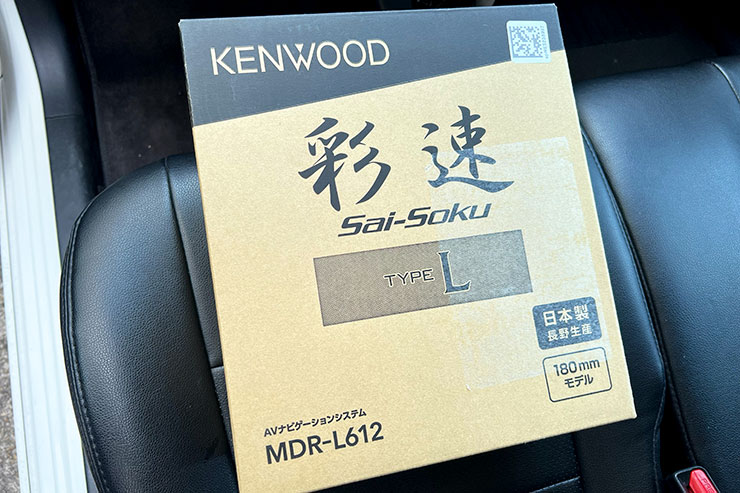 KENWOOD
彩速
Sai-Soku
TYPE L
日本製
長野生産
180mm
モデル
AVナビゲーションシステム
MDR-L612